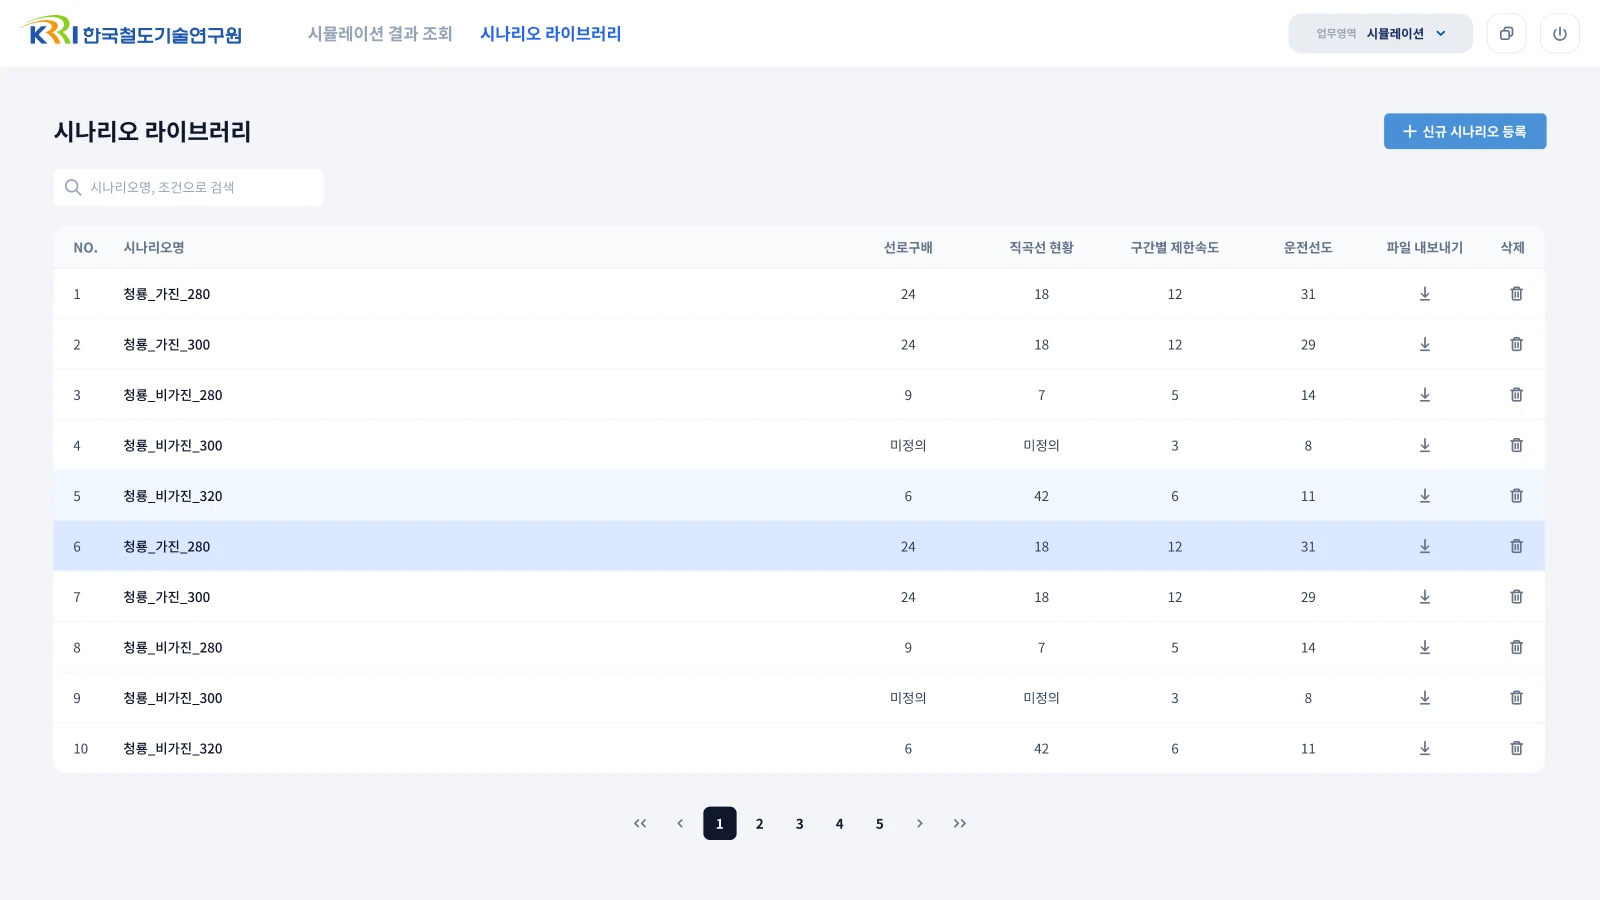 KRRI 한국철도기술연구원 시뮬레이션 결과 조회 시나리오 라이브러리 업무영역 시뮬레이션
시나리오 라이브러리
+ 신규 시나리오 등록
시나리오명, 조건으로 검색
NO. 시나리오명 선로구배 직곡선 현황 구간별 제한속도 운전선도 파일 내보내기 삭제
1 청룡_가진_280 24 18 12 31
2 청룡_가진_300 24 18 12 29
3 청룡_비가진_280 9 7 5 14
4 청룡_비가진_300 미정의 미정의 3 8
5 청룡_비가진_320 6 42 6 11
6 청룡_가진_280 24 18 12 31
7 청룡_가진_300 24 18 12 29
8 청룡_비가진_280 9 7 5 14
9 청룡_비가진_300 미정의 미정의 3 8
10 청룡_비가진_320 6 42 6 11
<< < 1 2 3 4 5 > >>